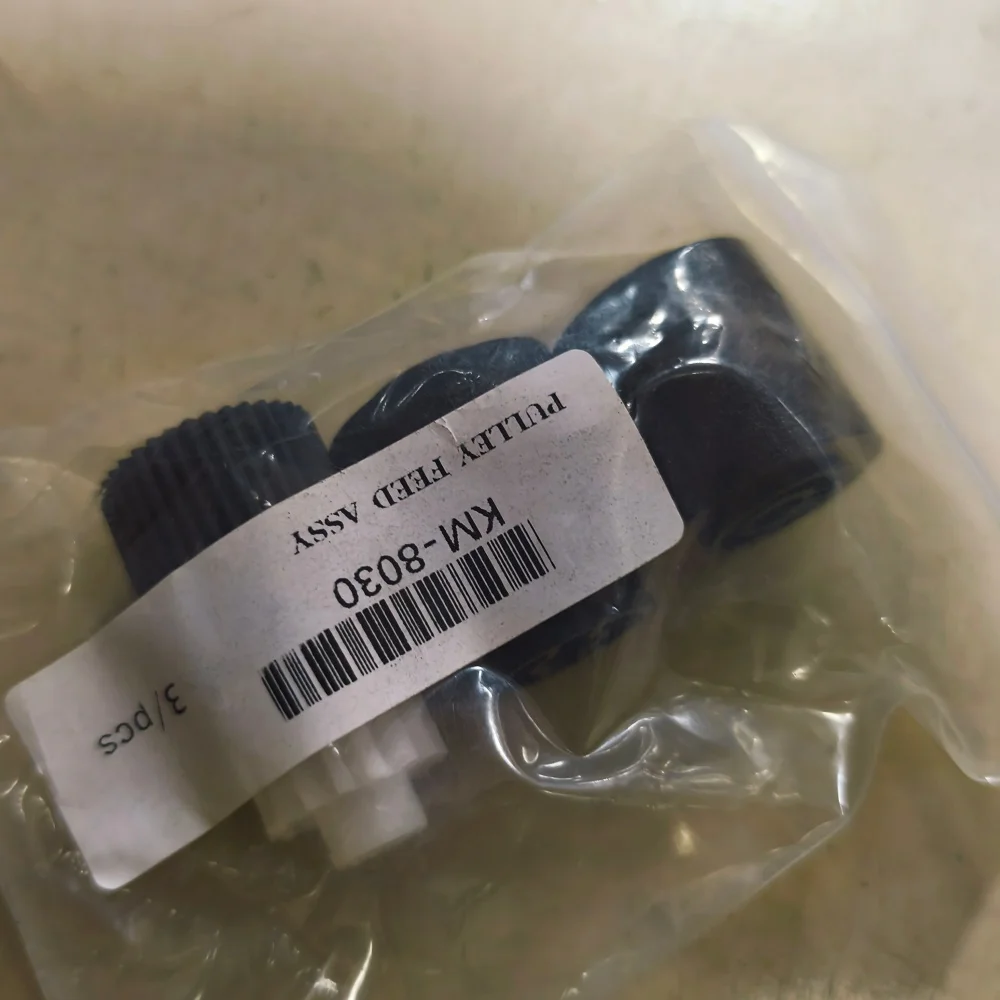 PULLEY FEED ASSY
KM-8030
3/pcs